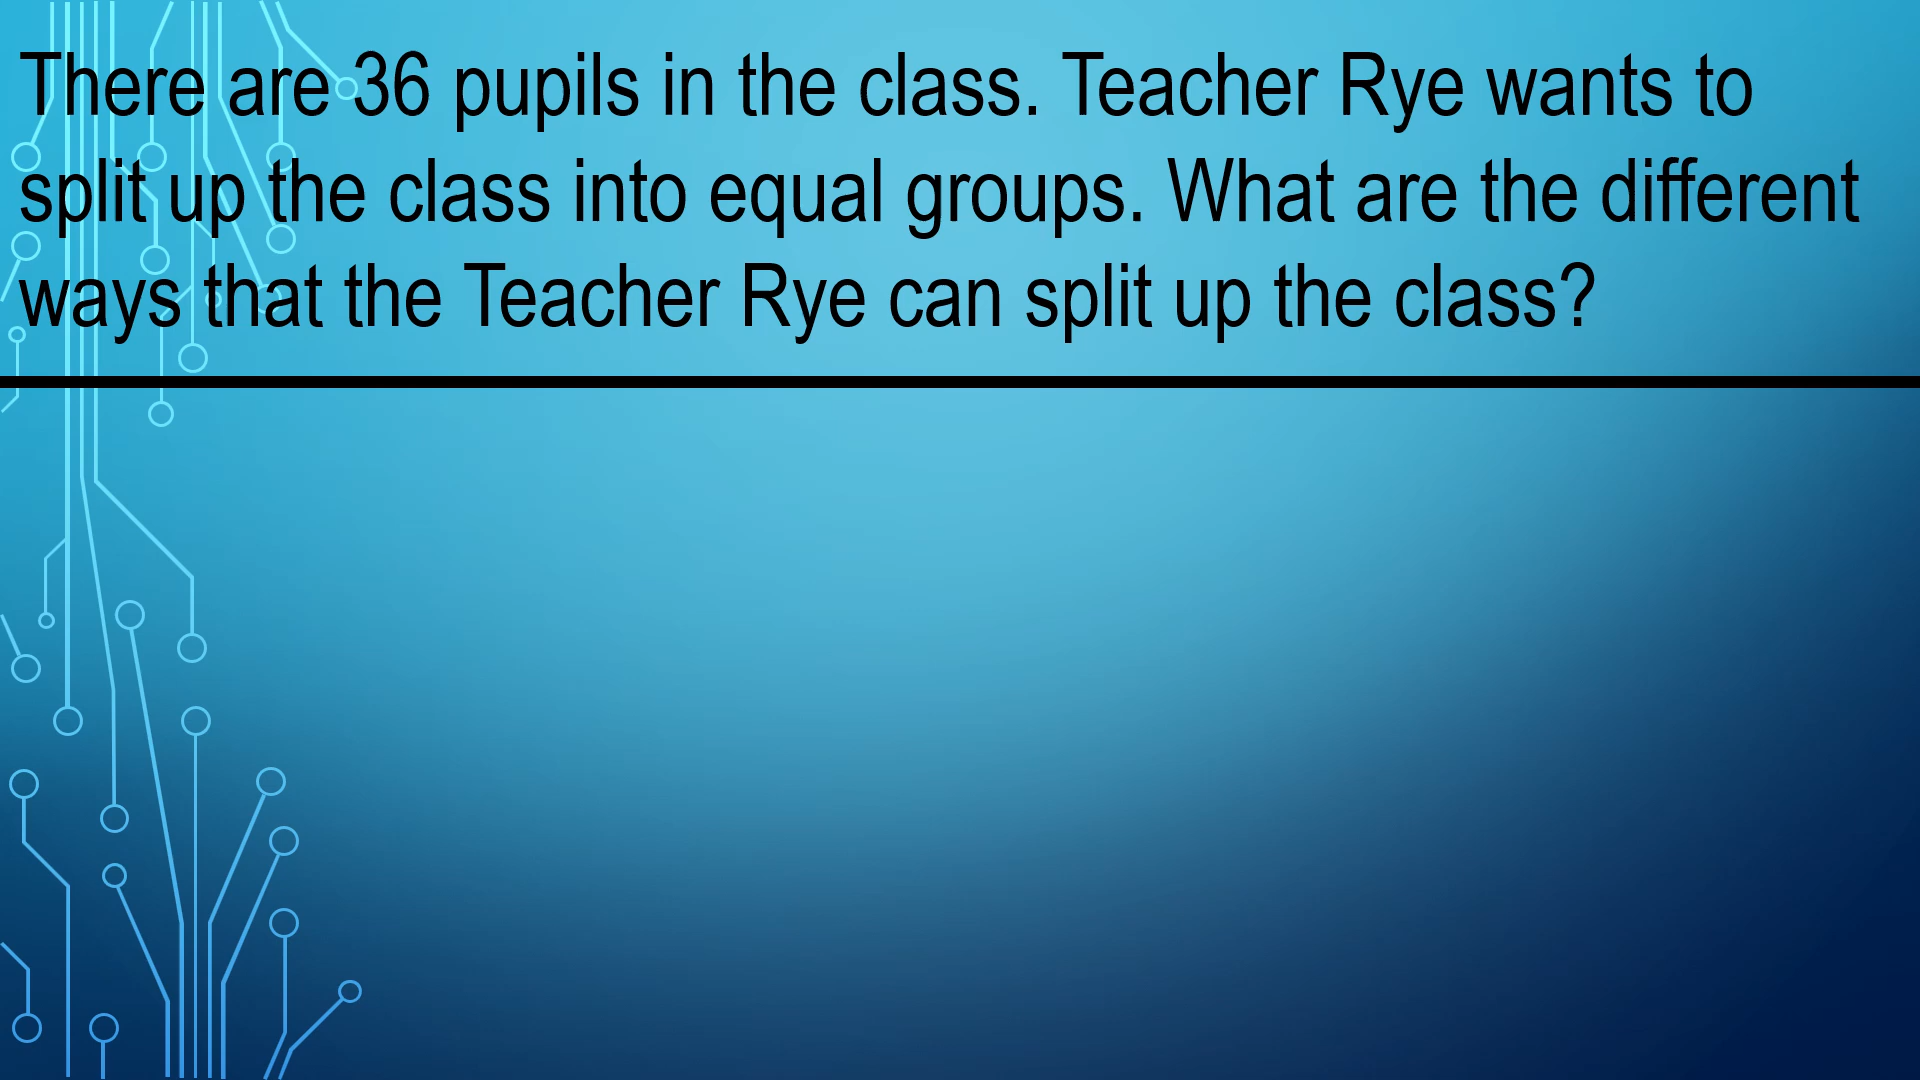 There are 36 pupils in the class. Teacher Rye wants to
split up the class into equal groups. What are the different
ways that the Teacher Rye can split up the class?